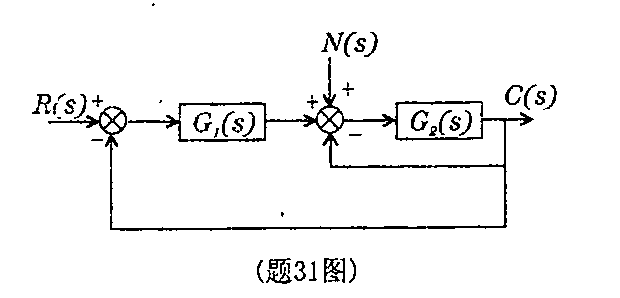 N(s)
R(s) + + + C(s)
G₁(s) G₂(s)
− −
(题31图)